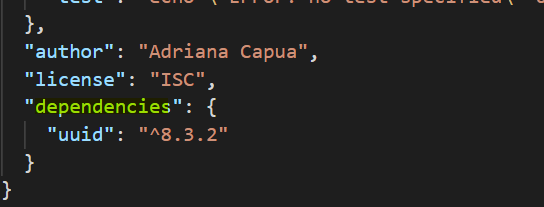 },
"author": "Adriana Capua",
"license": "ISC",
"dependencies": {
"uuid": "^8.3.2"
}
}